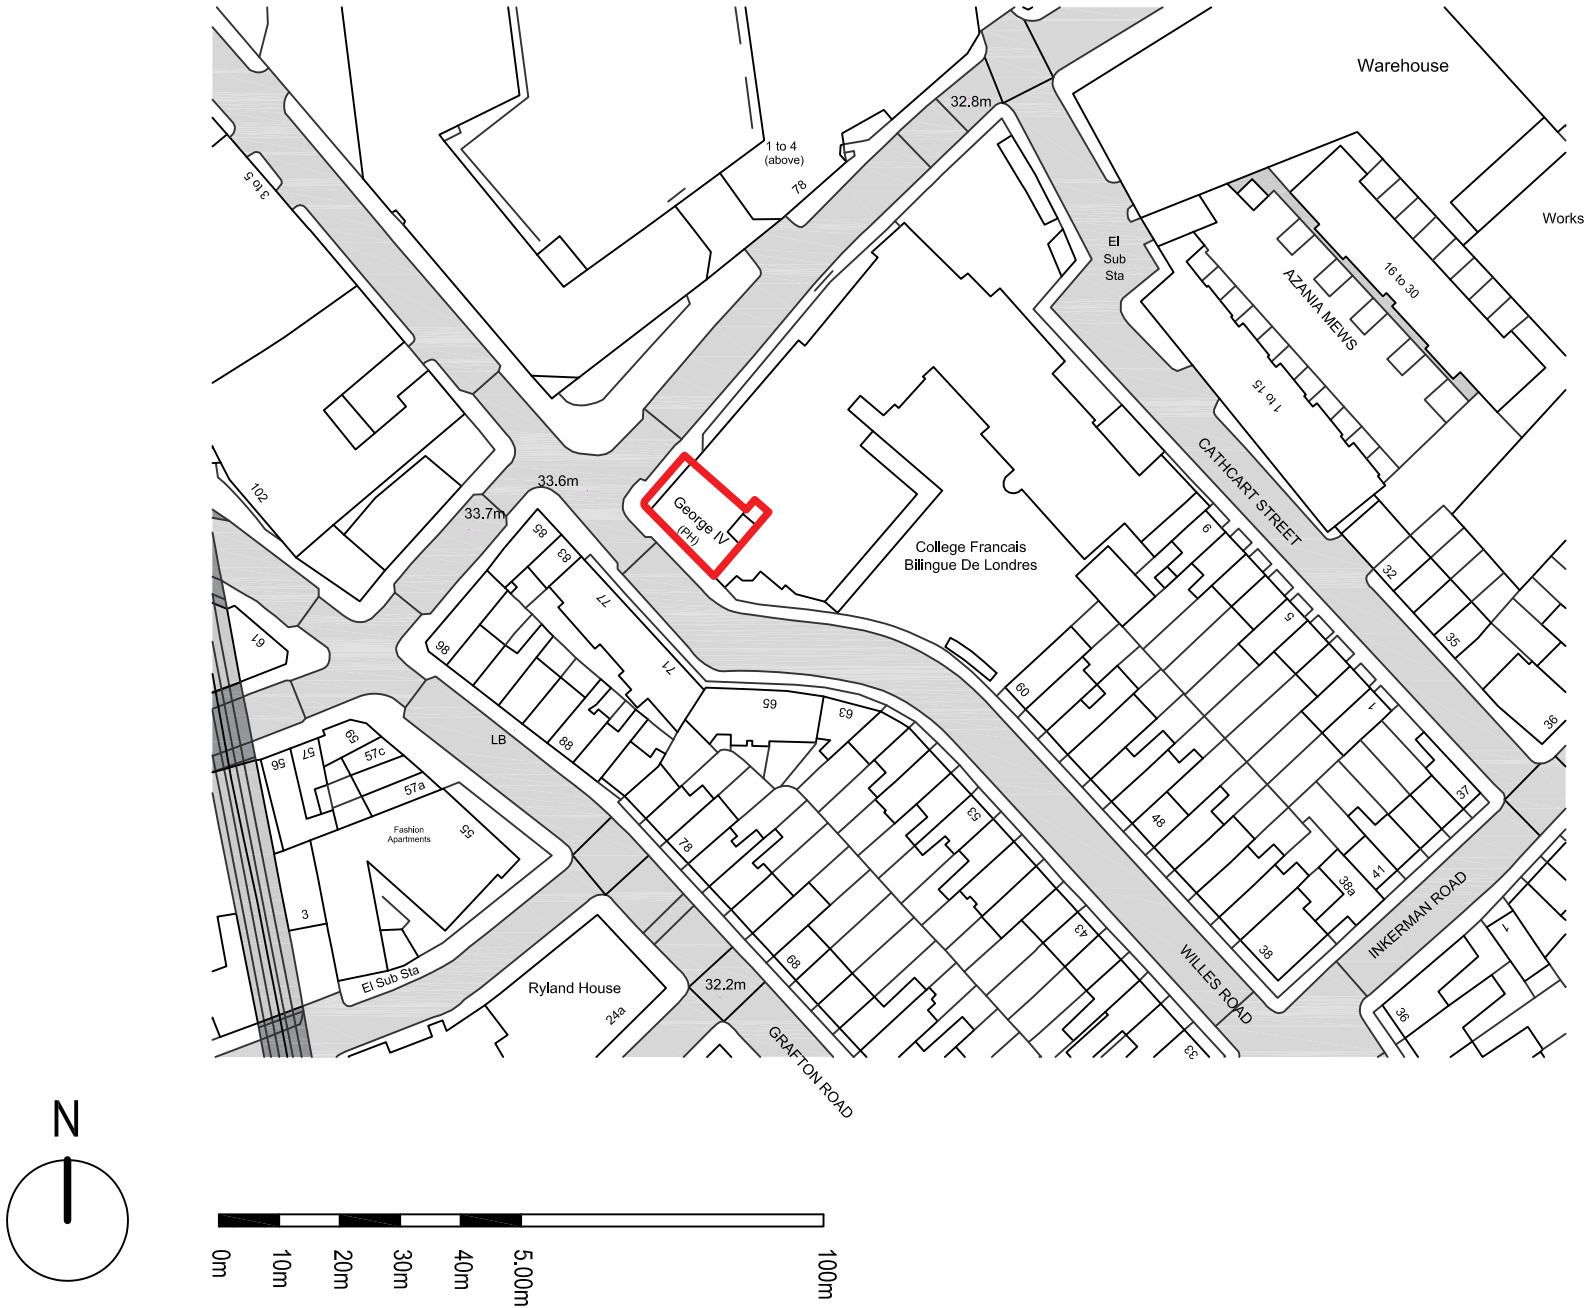 Warehouse
32.8m
1 to 4
(above)
78
3 to 5
Works
El
Sub
Sta
16 to 30
AZANIA MEWS
1 to 15
CATHCART STREET
33.6m
102
33.7m
George IV
(PH)
85
83
77
71
College Francais
Bilingue De Londres
9
5
1
32
35
36
61
86
65
63
60
LB
88
59
57
56
57c
57a
Fashion
Apartments
55
78
53
48
37
41
38a
38
INKERMAN ROAD
1
3
El Sub Sta
Ryland House
24a
32.2m
69
43
WILLES ROAD
36
33
GRAFTON ROAD
N
0m
10m
20m
30m
40m
5.00m
100m